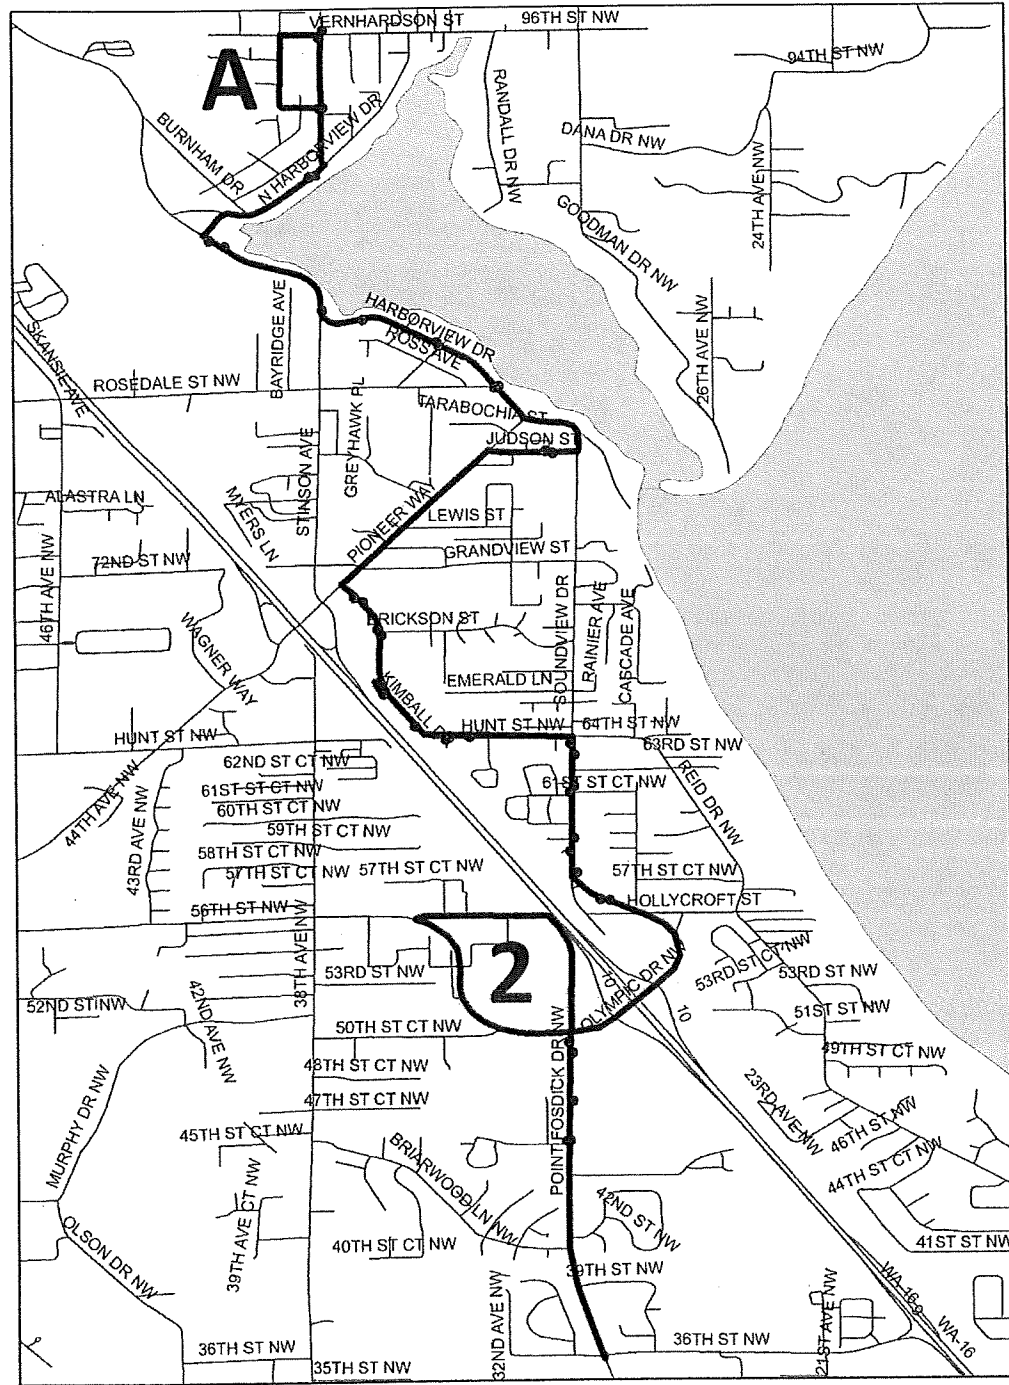 VERNHARDSON ST
96TH ST NW
94TH ST NW
A
BURNHAM DR
N HARBORVIEW DR
RANDALL DR NW
DANA DR NW
24TH AVE NW
GOODMAN DR NW
26TH AVE NW
SKANSIE AVE
BAYRIDGE AVE
HARBORVIEW DR
ROSS AVE
ROSEDALE ST NW
GREYHAWK PL
TARABOCHIA ST
JUDSON ST
STINSON AVE
ALASTRA LN
MYERS LN
PIONEER WAY
LEWIS ST
GRANDVIEW ST
72ND ST NW
46TH AVE NW
WAGNER WAY
ERICKSON ST
SOUNDVIEW DR
RAINIER AVE
CASCADE AVE
EMERALD LN
KIMBALL DR
HUNT ST NW
64TH ST NW
HUNT ST NW
63RD ST NW
62ND ST CT NW
61ST ST CT NW
61ST ST CT NW
REID DR NW
44TH AVE NW
43RD AVE NW
60TH ST CT NW
59TH ST CT NW
58TH ST CT NW
57TH ST CT NW
57TH ST CT NW
57TH ST CT NW
HOLLYCROFT ST
56TH ST NW
38TH AVE NW
2
53RD ST NW
53RD ST CT NW
53RD ST NW
52ND ST NW
42ND AVE NW
10
10
OLYMPIC DR NW
51ST ST NW
50TH ST CT NW
49TH ST CT NW
48TH ST CT NW
POINT FOSDICK DR NW
47TH ST CT NW
23RD AVE NW
46TH ST NW
45TH ST CT NW
44TH ST CT NW
MURPHY DR NW
BRIARWOOD LN NW
39TH AVE CT NW
42ND ST NW
OLSON DR NW
40TH ST CT NW
41ST ST NW
39TH ST NW
32ND AVE NW
21ST AVE NW
WA-16 0
WA-16
36TH ST NW
36TH ST NW
35TH ST NW